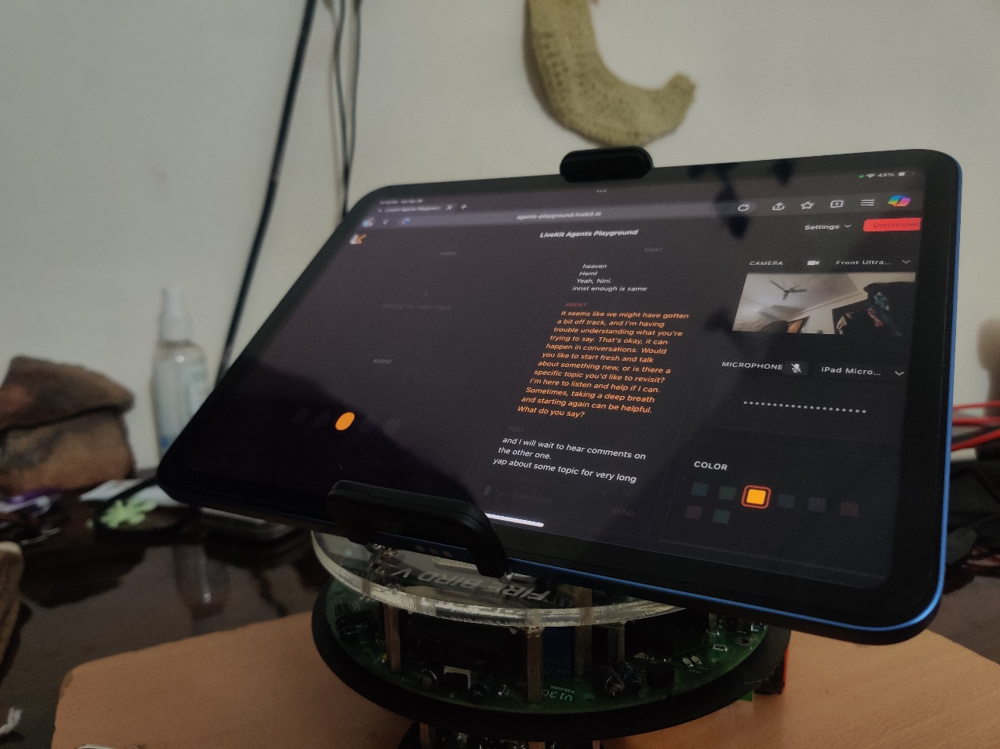 43%
LiveKit Agents Playground
agents-playground.livekit.io
LiveKit Agents Playground
Settings
Disconnec
VIDEO
CHAT
heaven
Heml
Yeah, Nini.
innst enough is same
AGENT
It seems like we might have gotten
a bit off track, and I'm having
trouble understanding what you're
trying to say. That's okay, it can
happen in conversations. Would
you like to start fresh and talk
about something new, or is there a
specific topic you'd like to revisit?
I'm here to listen and help if I can.
Sometimes, taking a deep breath
and starting again can be helpful.
What do you say?
YOU
and I will wait to hear comments on
the other one.
yap about some topic for very long
SEND
AUDIO
CAMERA
Front Ultra...
MICROPHONE
iPad Micro...
COLOR
FIRE BIRD V